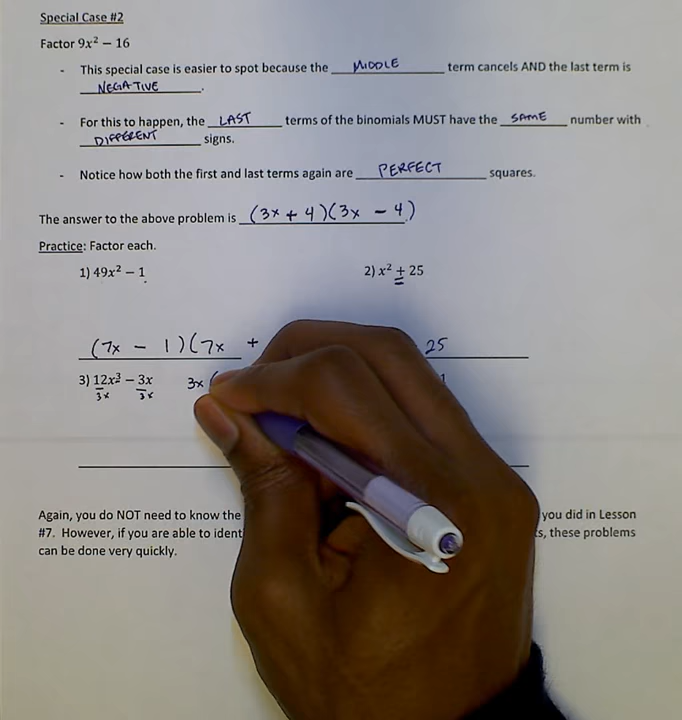 Special Case #2
Factor 9x² – 16
- This special case is easier to spot because the MIDDLE term cancels AND the last term is
NEGATIVE.
- For this to happen, the LAST terms of the binomials MUST have the SAME number with
DIFFERENT signs.
- Notice how both the first and last terms again are PERFECT squares.
The answer to the above problem is (3x + 4)(3x - 4)
Practice: Factor each.
1) 49x² – 1 2) x² + 25
(7x - 1)(7x + 25
3) 12x³ – 3x 3x (
3x 3x
Again, you do NOT need to know the you did in Lesson
#7. However, if you are able to these problems
can be done very quickly.